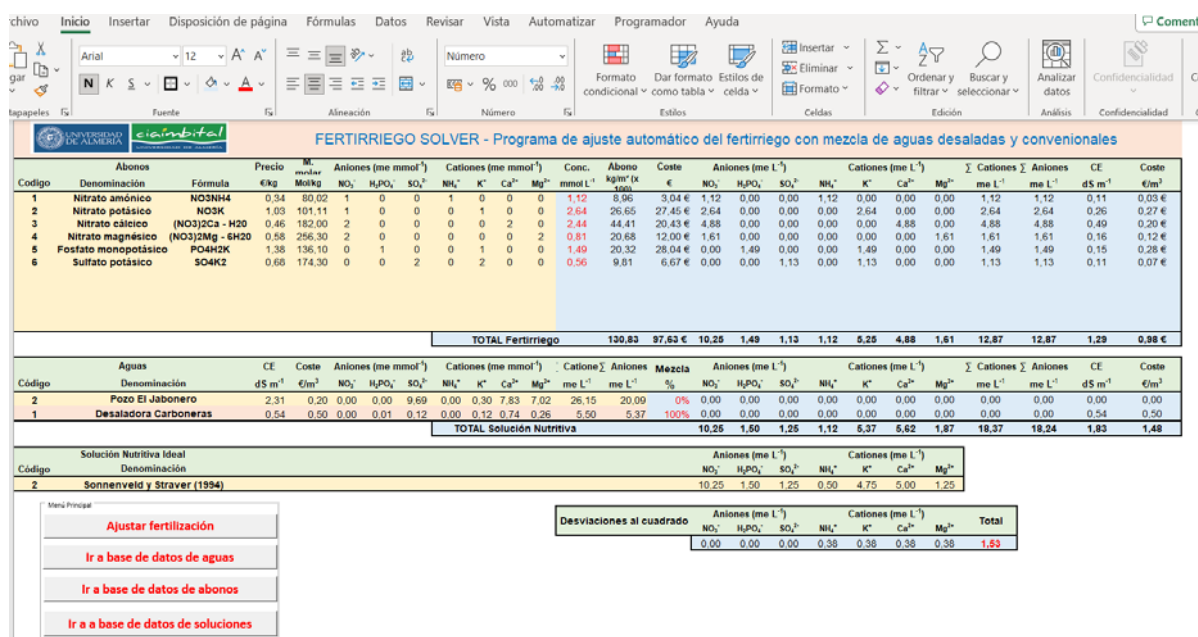 Inicio Insertar Disposición de página Fórmulas Datos Revisar Vista Automatizar Programador Ayuda
Arial 12 Número
N K S
Formato condicional Dar formato como tabla Estilos de celda
Insertar
Eliminar
Formato
Ordenar y filtrar Buscar y seleccionar Analizar datos Confidencialidad
Fuente Alineación Número Estilos Celdas Edición Análisis Confidencialidad
UNIVERSIDAD DE ALMERÍA ciaimbital FERTIRRIEGO SOLVER - Programa de ajuste automático del fertirriego con mezcla de aguas desaladas y convenionales
Abonos Precio M. molar Aniones (me mmol⁻¹) Cationes (me mmol⁻¹) Conc. Abono Coste Aniones (me L⁻¹) Cationes (me L⁻¹) ∑ Cationes ∑ Aniones CE Coste
Codigo Denominación Fórmula €/kg Mol/kg NO₃⁻ H₂PO₄⁻ SO₄²⁻ NH₄⁺ K⁺ Ca²⁺ Mg²⁺ mmol L⁻¹ kg/m³ (x 100) € NO₃⁻ H₂PO₄⁻ SO₄²⁻ NH₄⁺ K⁺ Ca²⁺ Mg²⁺ me L⁻¹ me L⁻¹ dS m⁻¹ €/m³
1 Nitrato amónico NO3NH4 0,34 80,02 1 0 0 1 0 0 0 1,12 8,96 3,04 € 1,12 0,00 0,00 1,12 0,00 0,00 0,00 1,12 1,12 0,11 0,03 €
2 Nitrato potásico NO3K 1,03 101,11 1 0 0 0 1 0 0 2,64 26,65 27,45 € 2,64 0,00 0,00 0,00 2,64 0,00 0,00 2,64 2,64 0,26 0,27 €
3 Nitrato cálcico (NO3)2Ca - H20 0,46 182,00 2 0 0 0 0 2 0 2,44 44,41 20,43 € 4,88 0,00 0,00 0,00 0,00 4,88 0,00 4,88 4,88 0,49 0,20 €
4 Nitrato magnésico (NO3)2Mg - 6H20 0,58 256,30 2 0 0 0 0 0 2 0,81 20,68 12,00 € 1,61 0,00 0,00 0,00 0,00 0,00 1,61 1,61 1,61 0,16 0,12 €
5 Fosfato monopotásico PO4H2K 1,38 136,10 0 1 0 0 1 0 0 1,49 20,32 28,04 € 0,00 1,49 0,00 0,00 1,49 0,00 0,00 1,49 1,49 0,15 0,28 €
6 Sulfato potásico SO4K2 0,68 174,30 0 0 2 0 2 0 0 0,56 9,81 6,67 € 0,00 0,00 1,13 0,00 1,13 0,00 0,00 1,13 1,13 0,11 0,07 €
TOTAL Fertirriego 130,83 97,63 € 10,25 1,49 1,13 1,12 5,25 4,88 1,61 12,87 12,87 1,29 0,98 €
Aguas CE Coste Aniones (me mmol⁻¹) Cationes (me mmol⁻¹) Catione ∑ Aniones Mezcla Aniones (me L⁻¹) Cationes (me L⁻¹) ∑ Cationes ∑ Aniones CE Coste
Código Denominación dS m⁻¹ €/m³ NO₃⁻ H₂PO₄⁻ SO₄²⁻ NH₄⁺ K⁺ Ca²⁺ Mg²⁺ me L⁻¹ me L⁻¹ % NO₃⁻ H₂PO₄⁻ SO₄²⁻ NH₄⁺ K⁺ Ca²⁺ Mg²⁺ me L⁻¹ me L⁻¹ dS m⁻¹ €/m³
2 Pozo El Jabonero 2,31 0,20 0,00 0,00 9,69 0,00 0,30 7,83 7,02 26,15 20,09 0% 0,00 0,00 0,00 0,00 0,00 0,00 0,00 0,00 0,00 0,00 0,00
1 Desaladora Carboneras 0,54 0,50 0,00 0,01 0,12 0,00 0,12 0,74 0,26 5,50 5,37 100% 0,00 0,00 0,00 0,00 0,00 0,00 0,00 0,00 0,00 0,54 0,50
TOTAL Solución Nutritiva 10,25 1,50 1,25 1,12 5,37 5,62 1,87 18,37 18,24 1,83 1,48
Solución Nutritiva Ideal Aniones (me L⁻¹) Cationes (me L⁻¹)
Código Denominación NO₃⁻ H₂PO₄⁻ SO₄²⁻ NH₄⁺ K⁺ Ca²⁺ Mg²⁺
2 Sonnenveld y Straver (1994) 10,25 1,50 1,25 0,50 4,75 5,00 1,25
Menú Principal
Ajustar fertilización
Ir a base de datos de aguas
Ir a base de datos de abonos
Ir a a base de datos de soluciones
Desviaciones al cuadrado Aniones (me L⁻¹) Cationes (me L⁻¹) Total
NO₃⁻ H₂PO₄⁻ SO₄²⁻ NH₄⁺ K⁺ Ca²⁺ Mg²⁺
0,00 0,00 0,00 0,38 0,38 0,38 0,38 1,53